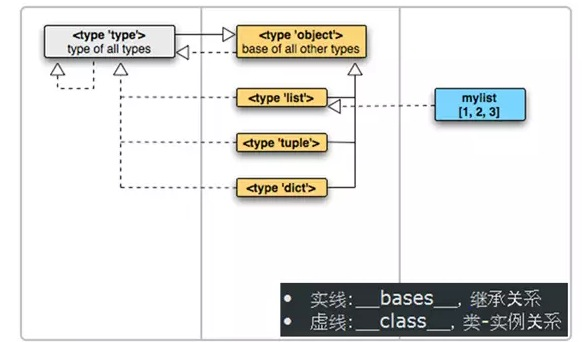 <type 'type'>
type of all types
<type 'object'>
base of all other types
<type 'list'>
mylist
[1, 2, 3]
<type 'tuple'>
<type 'dict'>
• 实线:__bases__, 继承关系
• 虚线:__class__, 类-实例关系